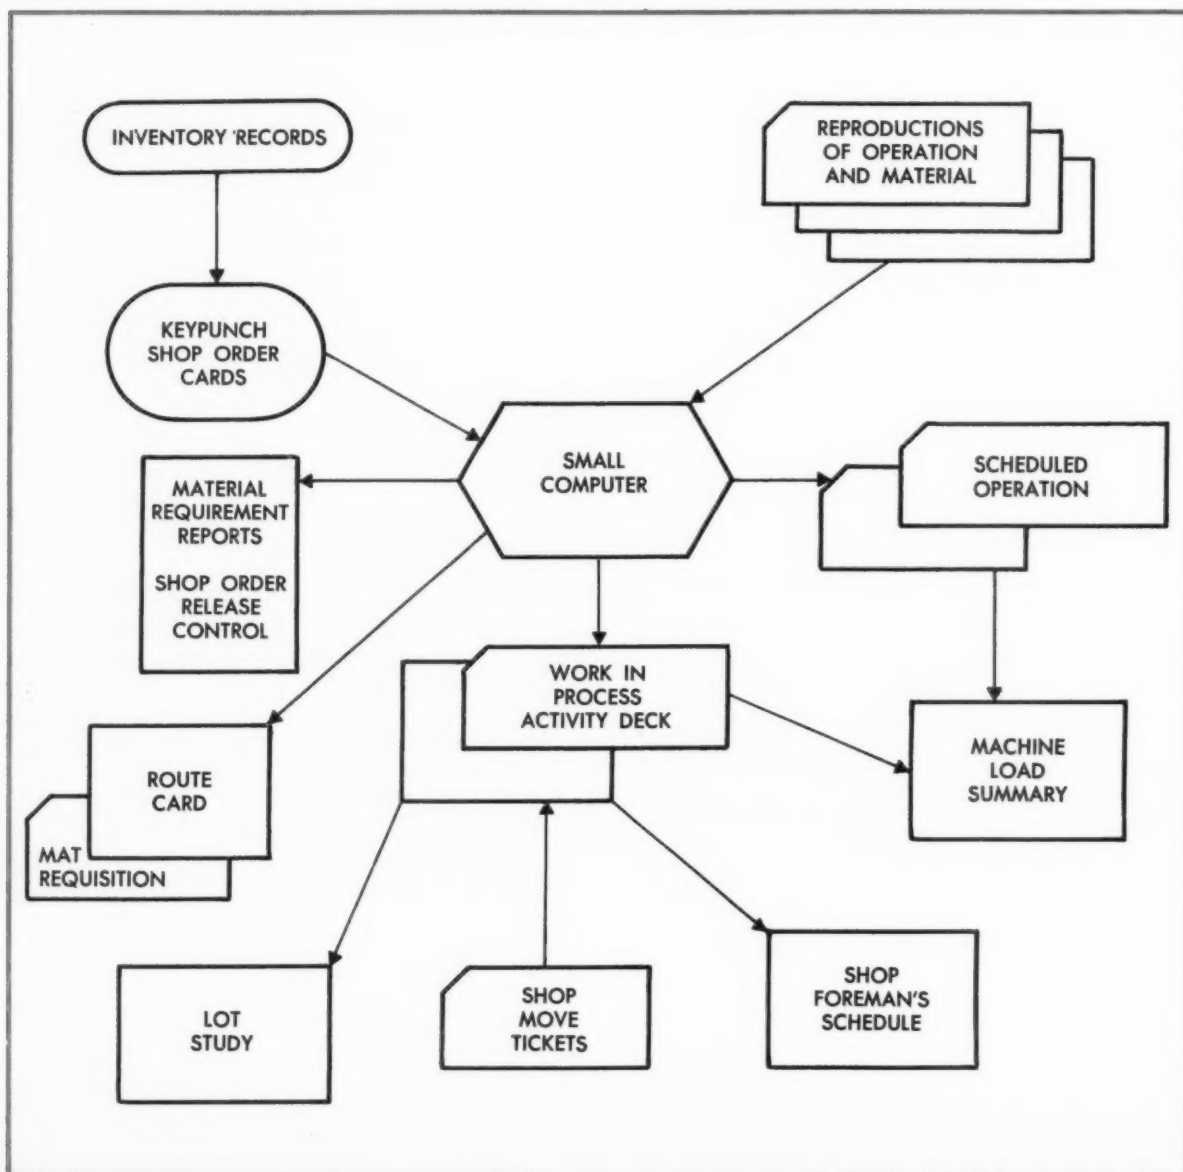 INVENTORY RECORDS
REPRODUCTIONS
OF OPERATION
AND MATERIAL
KEYPUNCH
SHOP ORDER
CARDS
SMALL
COMPUTER
SCHEDULED
OPERATION
MATERIAL
REQUIREMENT
REPORTS
SHOP ORDER
RELEASE
CONTROL
WORK IN
PROCESS
ACTIVITY DECK
MACHINE
LOAD
SUMMARY
ROUTE
CARD
MAT
REQUISITION
LOT
STUDY
SHOP
MOVE
TICKETS
SHOP
FOREMAN'S
SCHEDULE